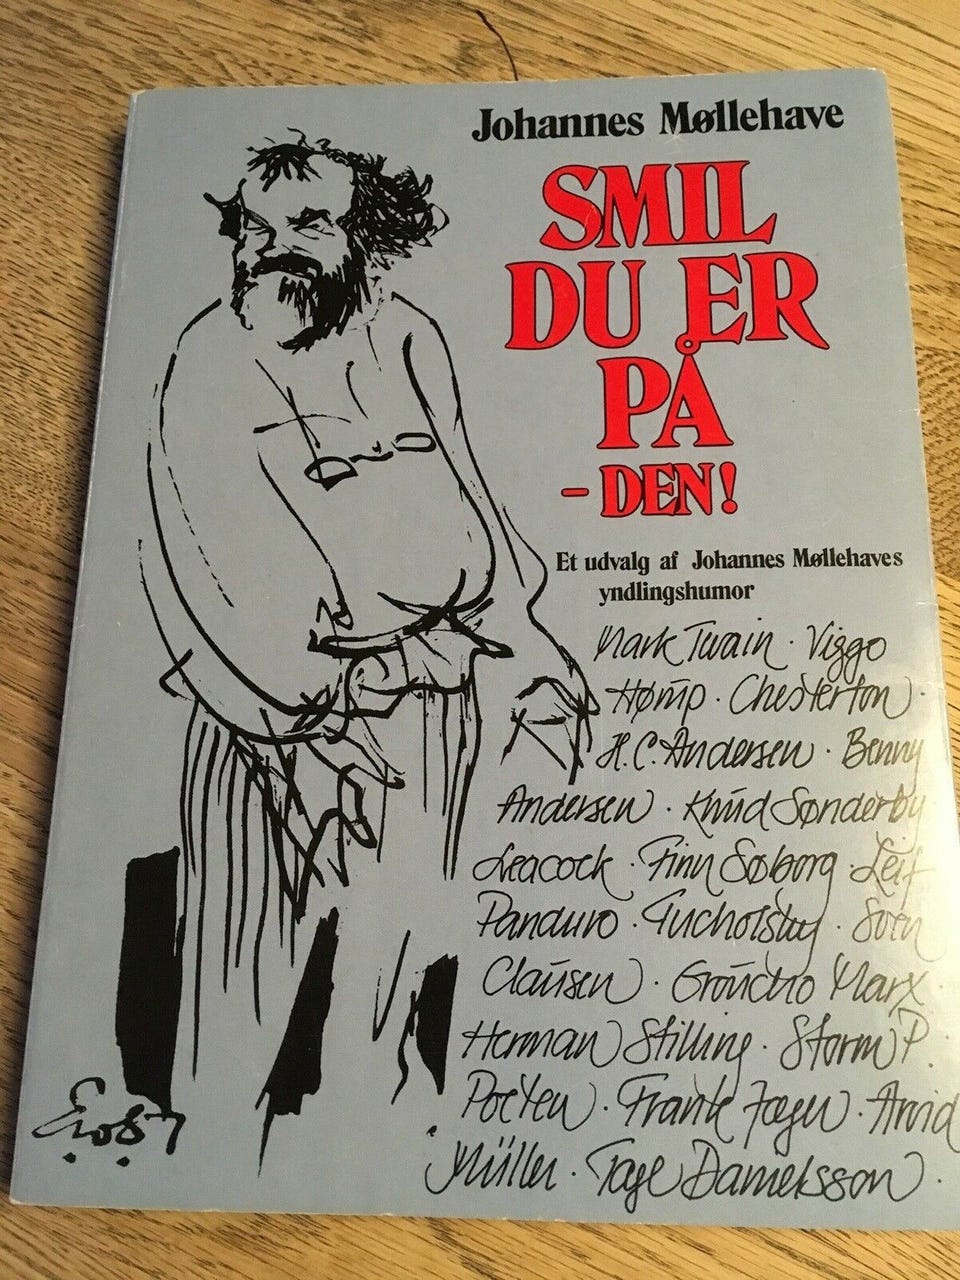 Johannes Møllehave
SMIL
DU ER
PÅ
- DEN!
Et udvalg af Johannes Møllehaves
yndlingshumor
Mark Twain · Viggo
Hørup · Chesterton ·
H.C. Andersen · Benny
Andersen · Knud Sønderby
Leacock · Finn Søborg · Leif
Panduro · Tucholsky · Sven
Clausen · Groucho Marx ·
Herman Stilling · Storm P. ·
Poeten · Frank Jæger · Arvid
Müller · Tage Danielsson ·